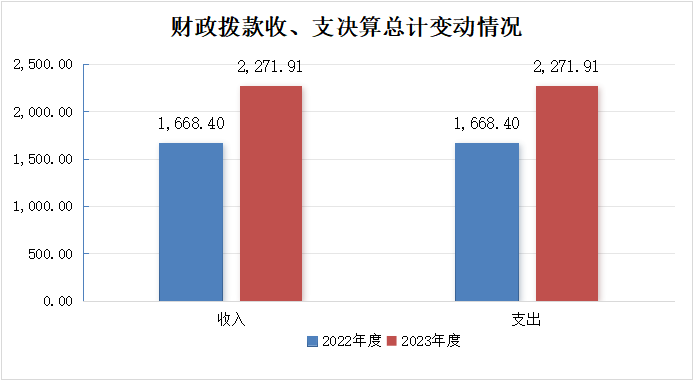 财政拨款收、支决算总计变动情况
2,500.00
2,000.00
1,500.00
1,000.00
500.00
0.00
1,668.40
2,271.91
1,668.40
2,271.91
收入
支出
2022年度
2023年度